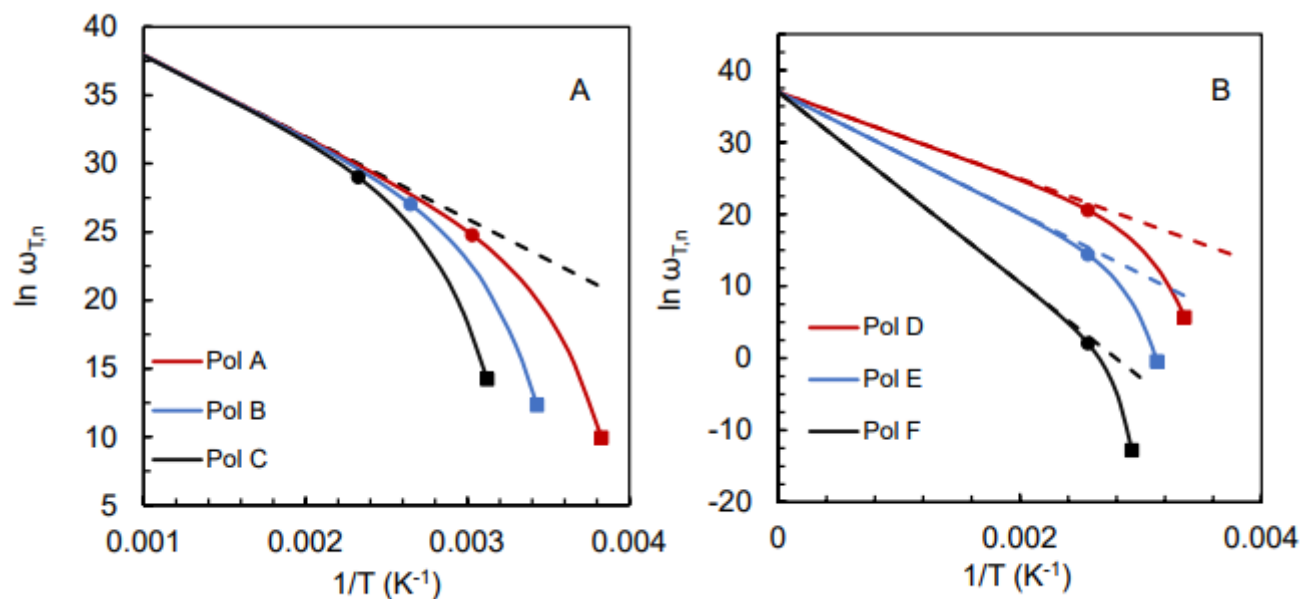 40
35
30
25
20
15
10
5
ln ω_T,n
A
Pol A
Pol B
Pol C
0.001 0.002 0.003 0.004
1/T (K⁻¹)
40
30
20
10
0
-10
-20
ln ω_T,n
B
Pol D
Pol E
Pol F
0 0.002 0.004
1/T (K⁻¹)